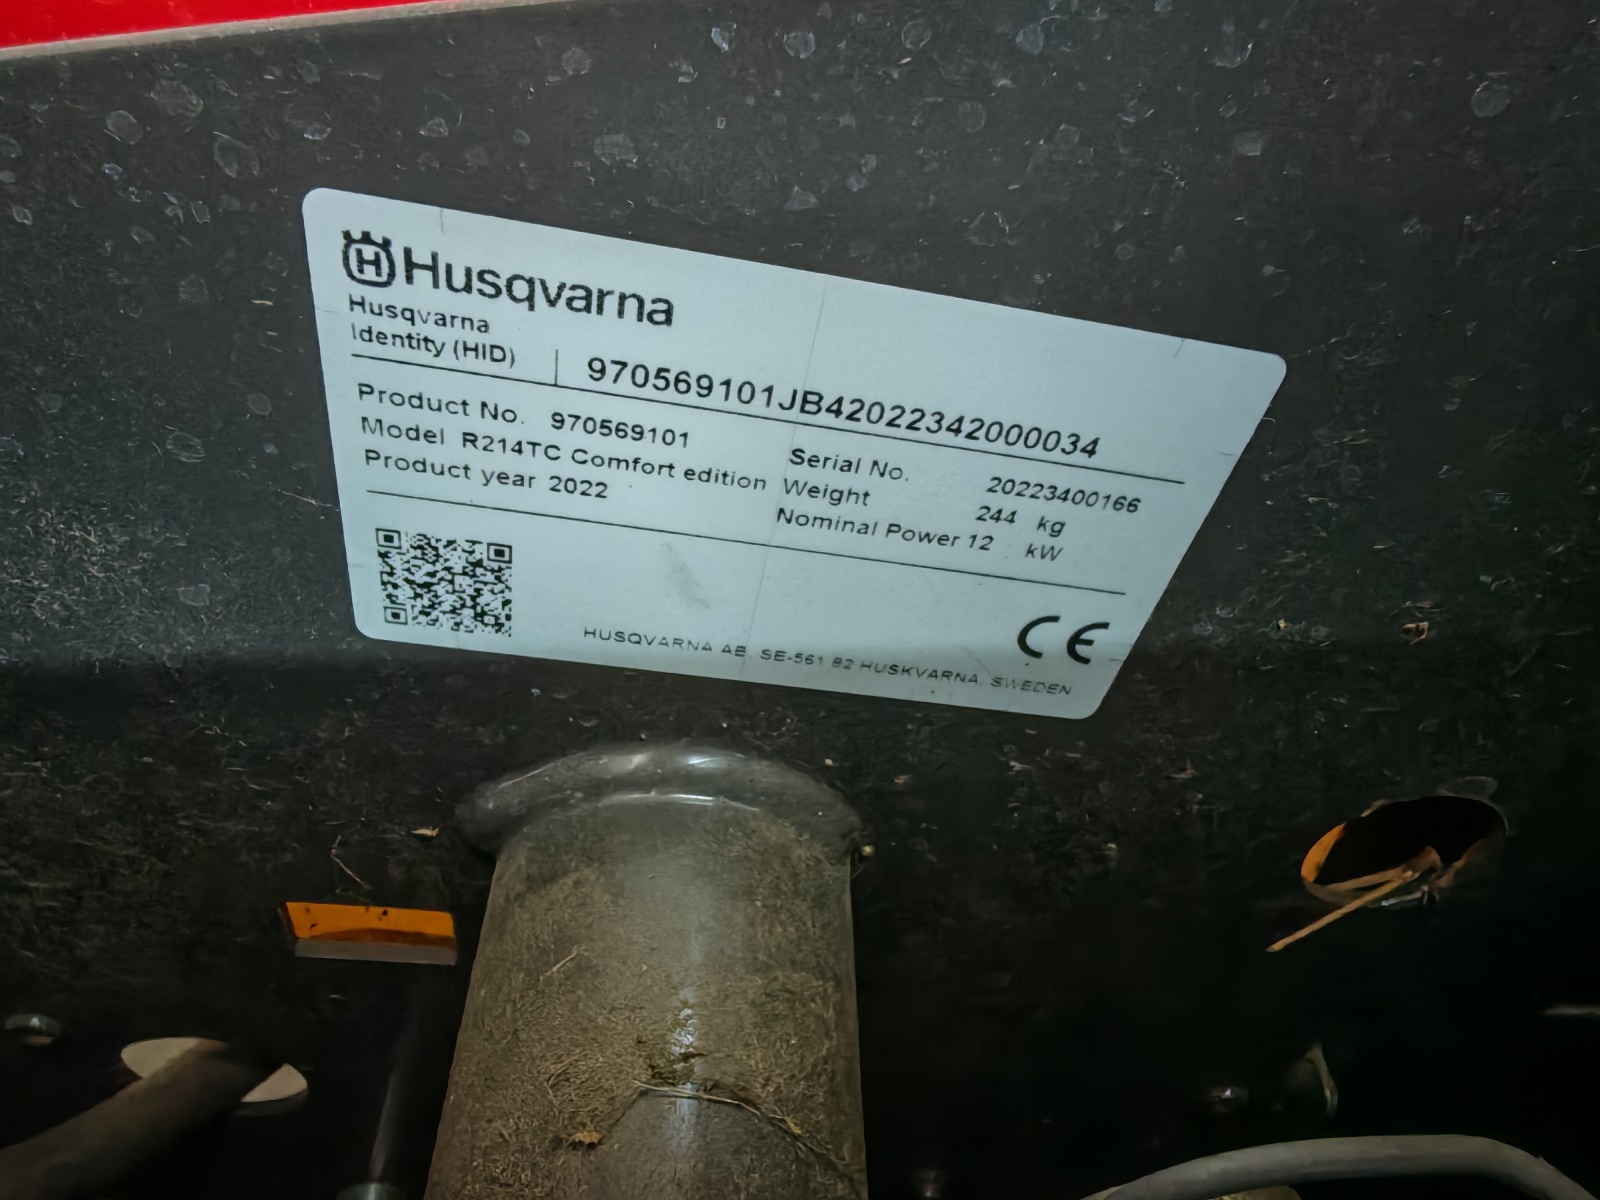 Husqvarna
Husqvarna
Identity (HID)
970569101JB42022342000034
Product No. 970569101
Model R214TC Comfort edition
Product year 2022
Serial No. 20223400166
Weight 244 kg
Nominal Power 12 kW
HUSQVARNA AB, SE-561 82 HUSKVARNA, SWEDEN
CE